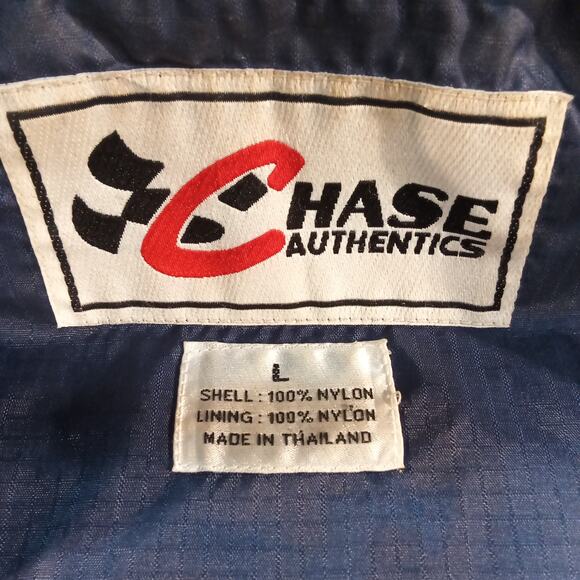 CHASE
AUTHENTICS
L
SHELL : 100% NYLON
LINING : 100% NYLON
MADE IN THAILAND